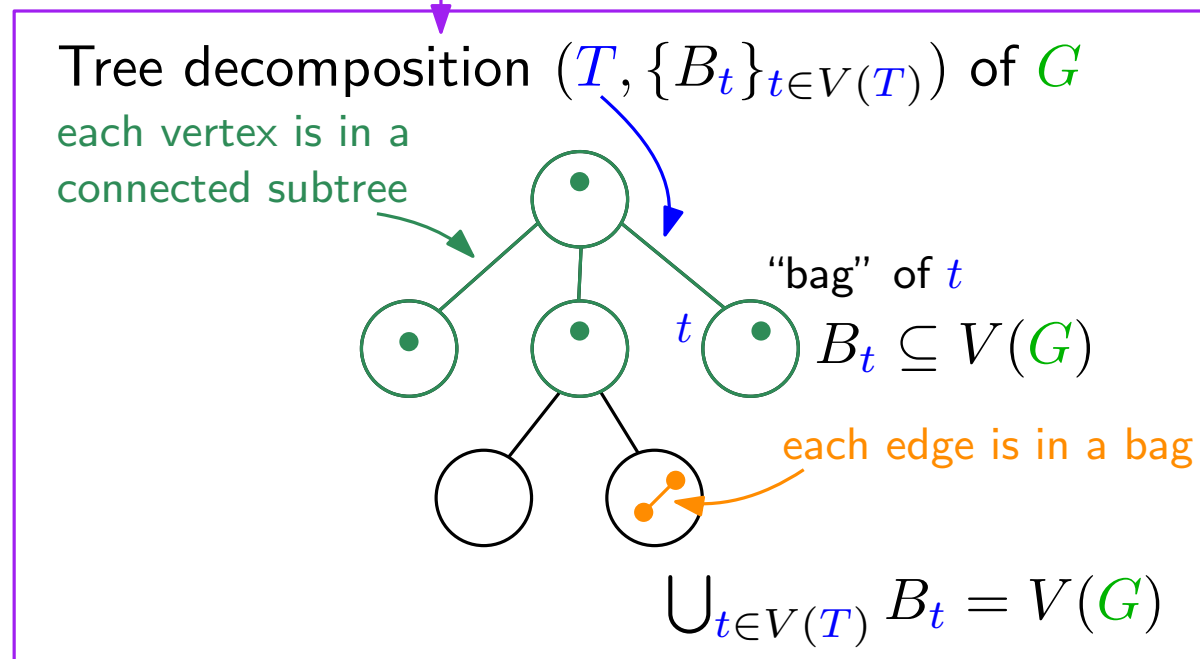 Tree decomposition (T, {B_t}_{t∈V(T)}) of G
each vertex is in a
connected subtree
“bag” of t
t
B_t ⊆ V(G)
each edge is in a bag
⋃_{t∈V(T)} B_t = V(G)